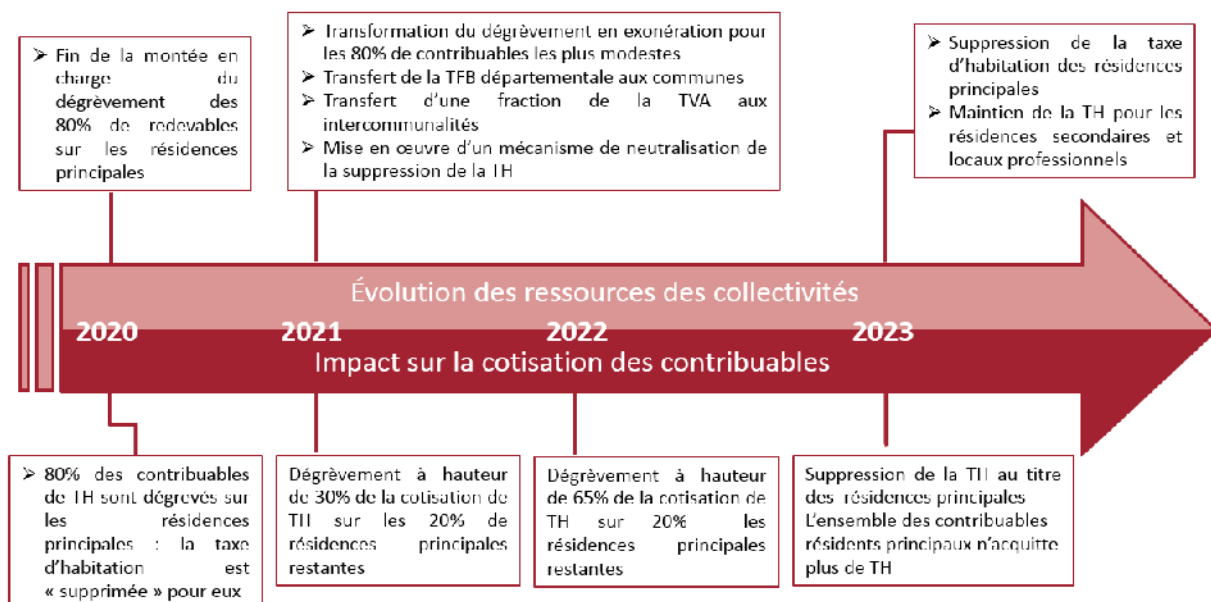 ➢ Fin de la montée en
charge du
dégrèvement des
80% de redevables
sur les résidences
principales
➢ Transformation du dégrèvement en exonération pour
les 80% de contribuables les plus modestes
➢ Transfert de la TFB départementale aux communes
➢ Transfert d'une fraction de la TVA aux
intercommunalités
➢ Mise en œuvre d'un mécanisme de neutralisation de
la suppression de la TH
➢ Suppression de la taxe
d'habitation des résidences
principales
➢ Maintien de la TH pour les
résidences secondaires et
locaux professionnels
Évolution des ressources des collectivités
2020 2021 2022 2023
Impact sur la cotisation des contribuables
➢ 80% des contribuables
de TH sont dégrevés sur
les résidences
principales : la taxe
d'habitation est
« supprimée » pour eux
Dégrèvement à hauteur
de 30% de la cotisation de
TH sur les 20% de
résidences principales
restantes
Dégrèvement à hauteur
de 65% de la cotisation de
TH sur 20% les
résidences principales
restantes
Suppression de la TH au titre
des résidences principales
L'ensemble des contribuables
résidents principaux n'acquitte
plus de TH